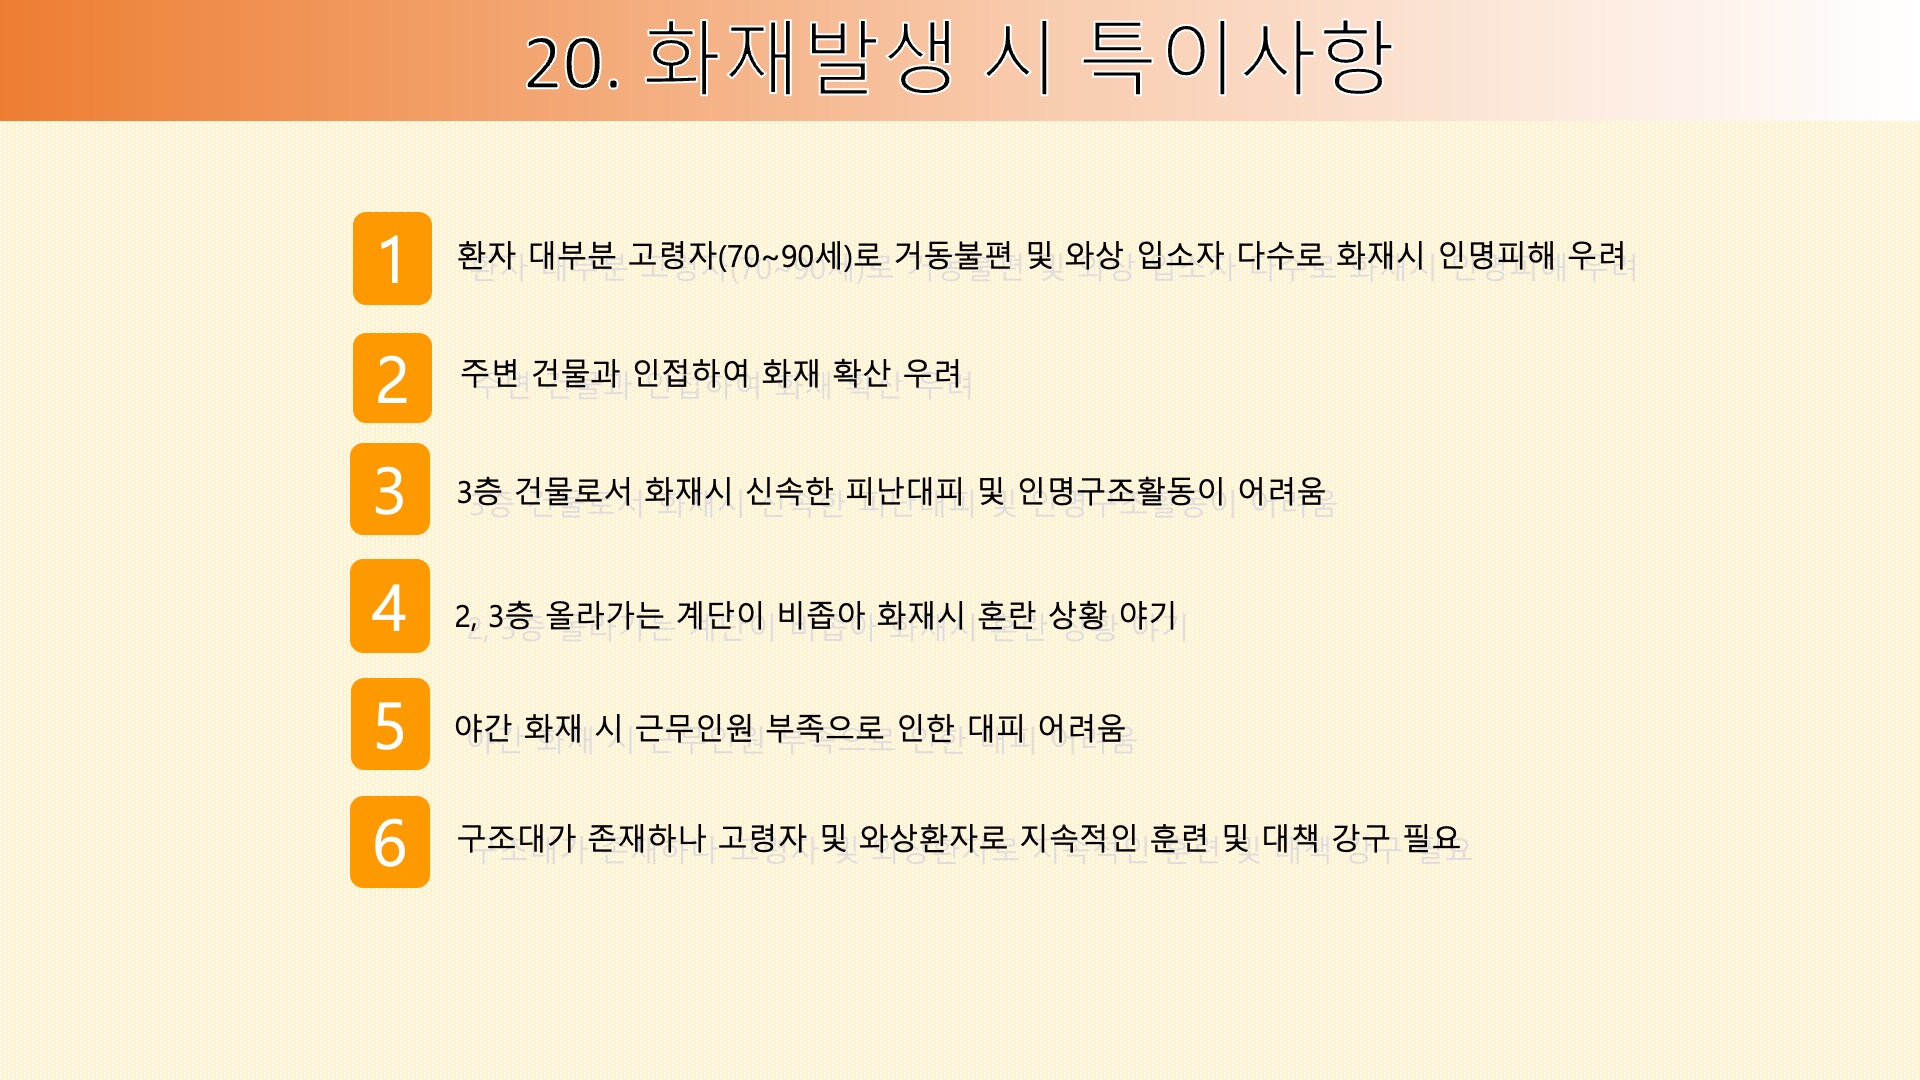 20. 화재발생 시 특이사항
1 환자 대부분 고령자(70~90세)로 거동불편 및 와상 입소자 다수로 화재시 인명피해 우려
2 주변 건물과 인접하여 화재 확산 우려
3 3층 건물로서 화재시 신속한 피난대피 및 인명구조활동이 어려움
4 2, 3층 올라가는 계단이 비좁아 화재시 혼란 상황 야기
5 야간 화재 시 근무인원 부족으로 인한 대피 어려움
6 구조대가 존재하나 고령자 및 와상환자로 지속적인 훈련 및 대책 강구 필요